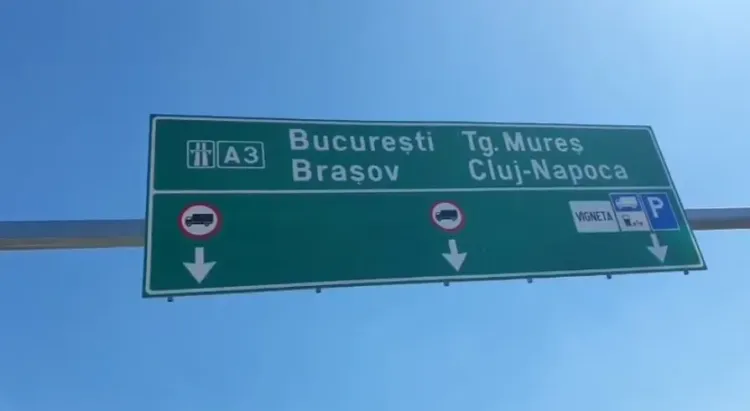 A3
București Tg. Mureș
Brașov Cluj-Napoca
VIGNETA P